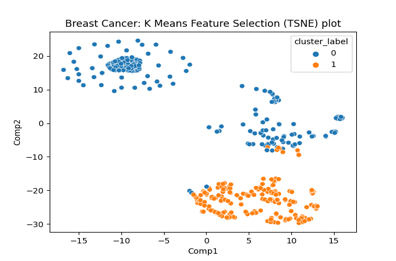 Breast Cancer: K Means Feature Selection (TSNE) plot
cluster_label
0
1
20
10
0
−10
−20
−30
Comp2
−15 −10 −5 0 5 10 15
Comp1